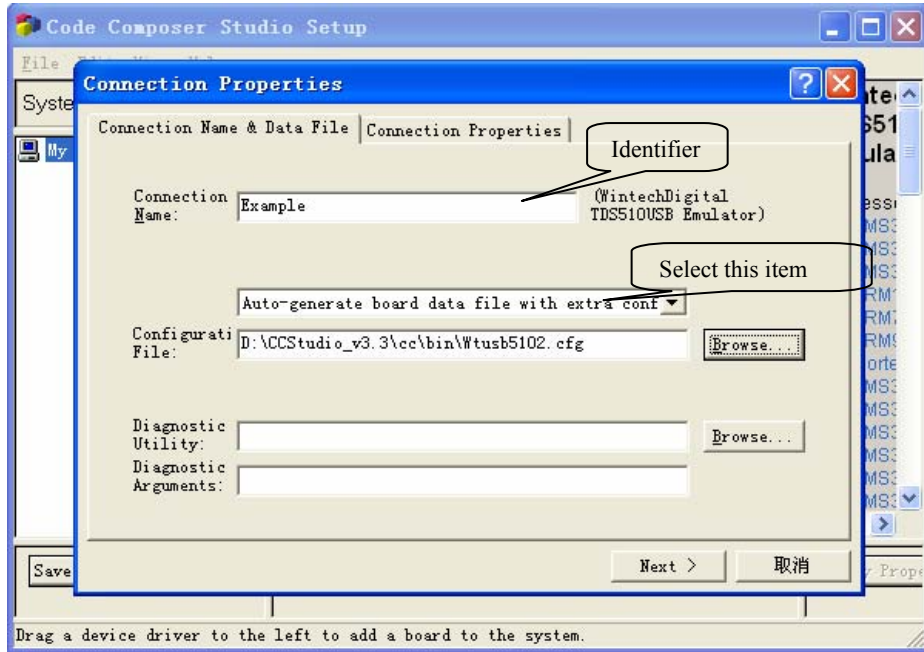 Code Composer Studio Setup
File
Connection Properties
Syste
My
Connection Name & Data File
Connection Properties
Identifier
Connection Name:
Example
(WintechDigital TDS510USB Emulator)
Select this item
Auto-generate board data file with extra conf
Configurati File:
D:\CCStudio_v3.3\cc\bin\Wtusb5102.cfg
Browse...
Diagnostic Utility:
Browse...
Diagnostic Arguments:
Next >
取消
Save
Prope
Drag a device driver to the left to add a board to the system.